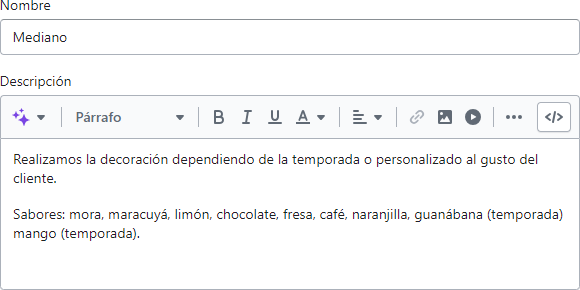 Nombre
Mediano
Descripción
Párrafo
B I U A
</>
Realizamos la decoración dependiendo de la temporada o personalizado al gusto del
cliente.
Sabores: mora, maracuyá, limón, chocolate, fresa, café, naranjilla, guanábana (temporada)
mango (temporada).